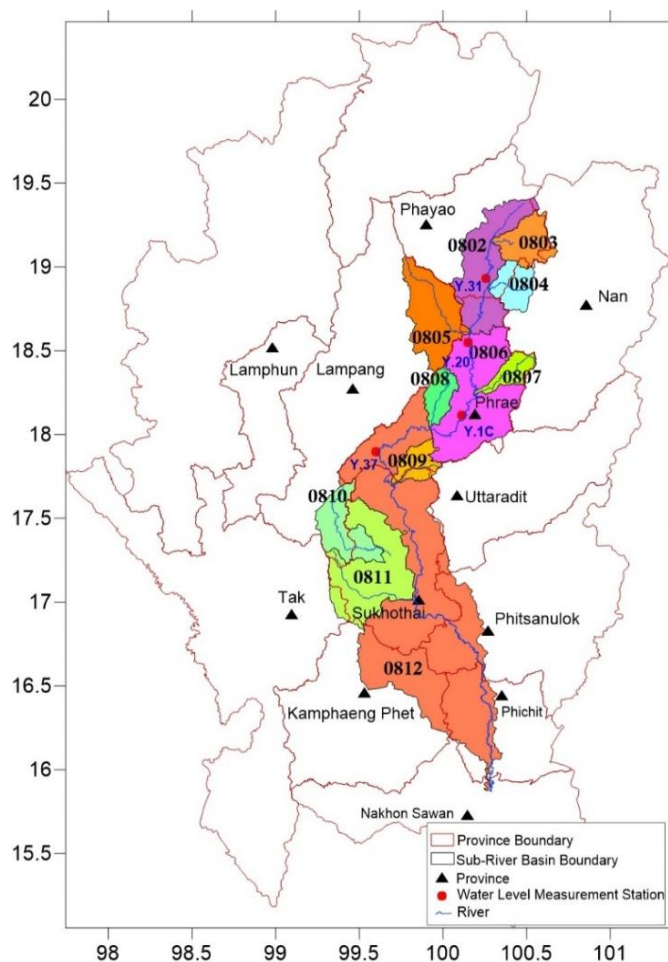 20
19.5
19
18.5
18
17.5
17
16.5
16
15.5
98
98.5
99
99.5
100
100.5
101
Phayao
0802
0803
Y.31
0804
Nan
0805
0806
Y.20
0807
0808
Lamphun
Lampang
Phrae
Y.1C
0809
Y.37
0810
Uttaradit
0811
Tak
Sukhothai
Phitsanulok
0812
Kamphaeng Phet
Phichit
Nakhon Sawan
Province Boundary
Sub-River Basin Boundary
Province
Water Level Measurement Station
River